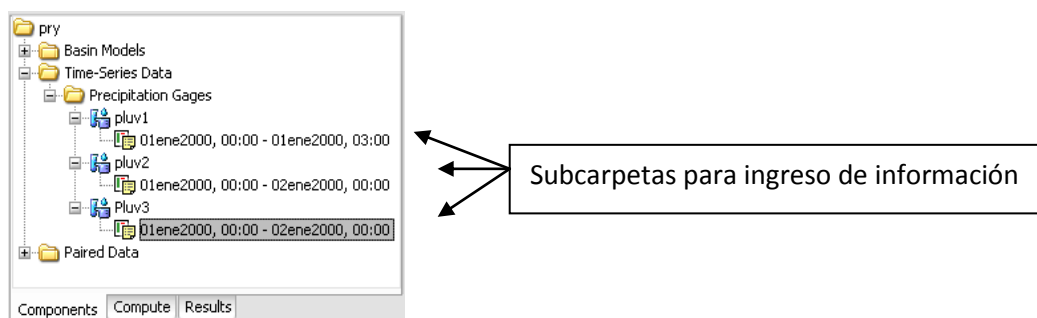 pry
Basin Models
Time-Series Data
Precipitation Gages
pluv1
01ene2000, 00:00 - 01ene2000, 03:00
pluv2
01ene2000, 00:00 - 02ene2000, 00:00
Pluv3
01ene2000, 00:00 - 02ene2000, 00:00
Paired Data
Components Compute Results
Subcarpetas para ingreso de información